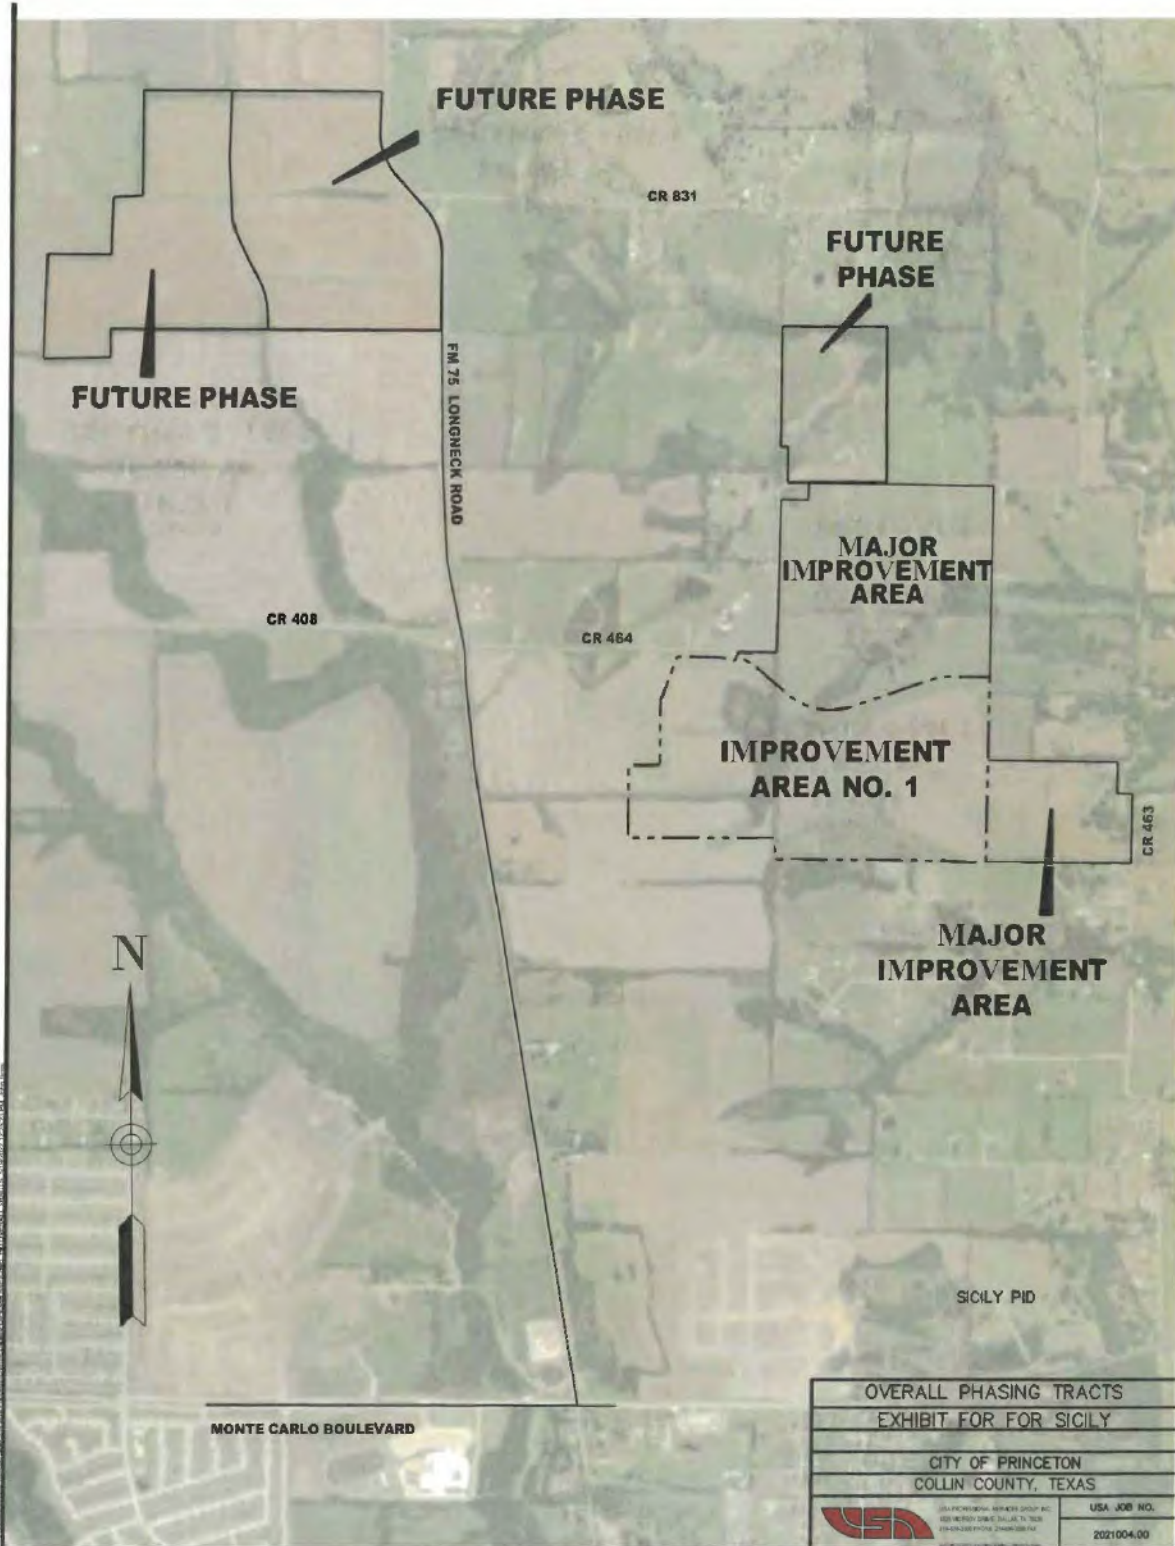 FUTURE PHASE
CR 831
FUTURE
PHASE
FUTURE PHASE
FM 75 LONGNECK ROAD
MAJOR
IMPROVEMENT
AREA
CR 408
CR 464
IMPROVEMENT
AREA NO. 1
CR 463
MAJOR
IMPROVEMENT
AREA
N
SICILY PID
MONTE CARLO BOULEVARD
OVERALL PHASING TRACTS
EXHIBIT FOR FOR SICILY
CITY OF PRINCETON
COLLIN COUNTY, TEXAS
USA
USA JOB NO.
2021004.00